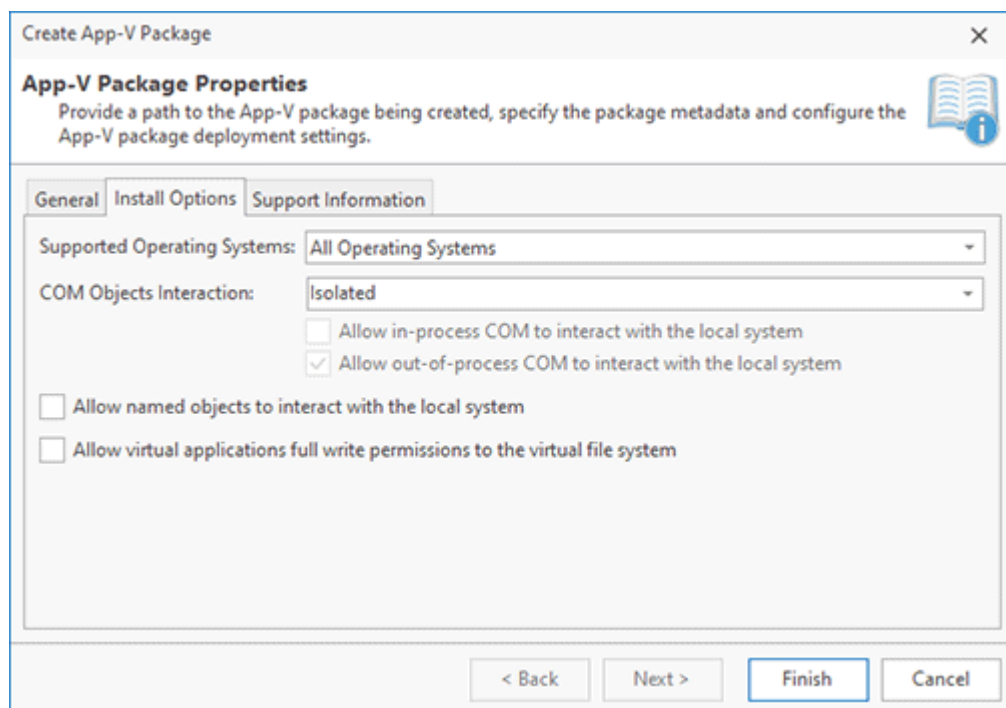 Create App-V Package
App-V Package Properties
Provide a path to the App-V package being created, specify the package metadata and configure the
App-V package deployment settings.
General Install Options Support Information
Supported Operating Systems: All Operating Systems
COM Objects Interaction: Isolated
Allow in-process COM to interact with the local system
Allow out-of-process COM to interact with the local system
Allow named objects to interact with the local system
Allow virtual applications full write permissions to the virtual file system
< Back Next > Finish Cancel